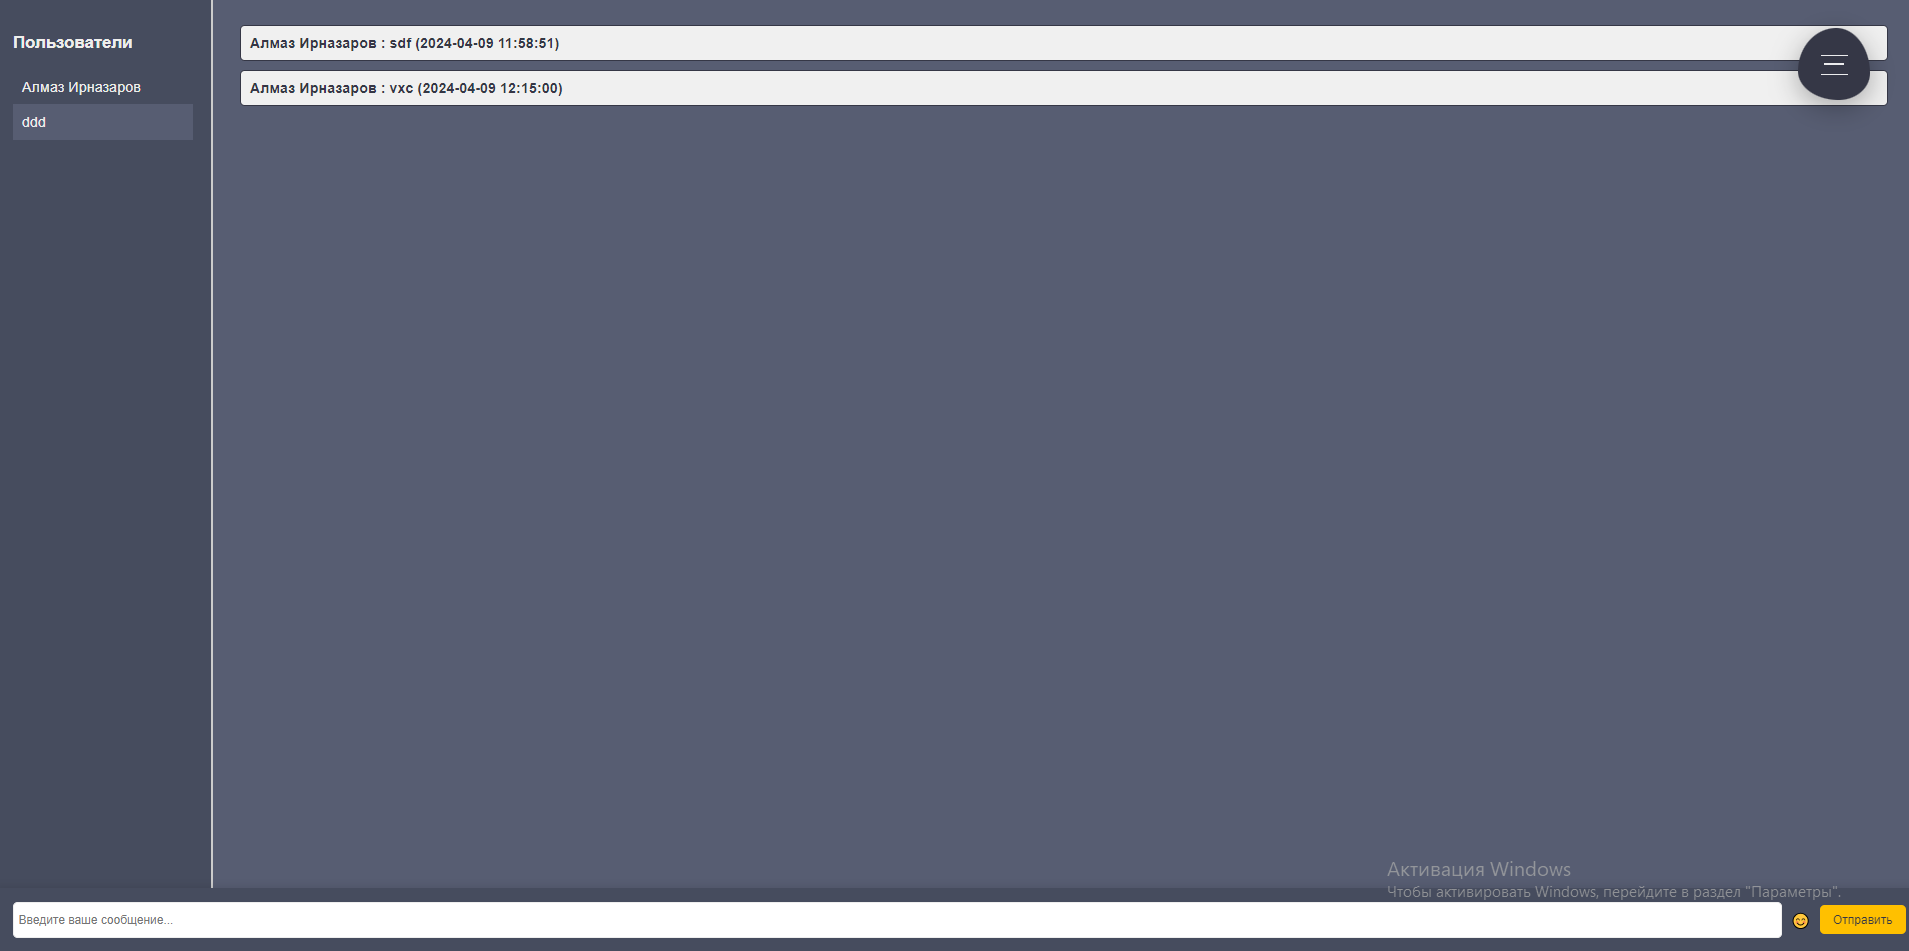 Пользователи
Алмаз Ирназаров
ddd
Алмаз Ирназаров : sdf (2024-04-09 11:58:51)
Алмаз Ирназаров : vxc (2024-04-09 12:15:00)
Активация Windows
Чтобы активировать Windows, перейдите в раздел "Параметры".
Введите ваше сообщение...
Отправить